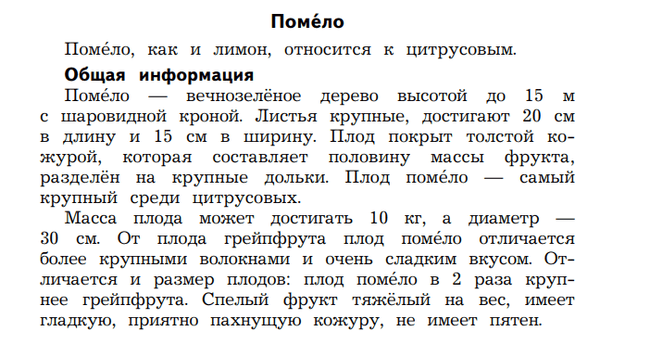 Поме́ло
Поме́ло, как и лимон, относится к цитрусовым.
Общая информация
Поме́ло — вечнозелёное дерево высотой до 15 м
с шаровидной кроной. Листья крупные, достигают 20 см
в длину и 15 см в ширину. Плод покрыт толстой ко-
журой, которая составляет половину массы фрукта,
разделён на крупные дольки. Плод поме́ло — самый
крупный среди цитрусовых.
Масса плода может достигать 10 кг, а диаметр —
30 см. От плода грейпфрута плод поме́ло отличается
более крупными волокнами и очень сладким вкусом. От-
личается и размер плодов: плод поме́ло в 2 раза круп-
нее грейпфрута. Спелый фрукт тяжёлый на вес, имеет
гладкую, приятно пахнущую кожуру, не имеет пятен.